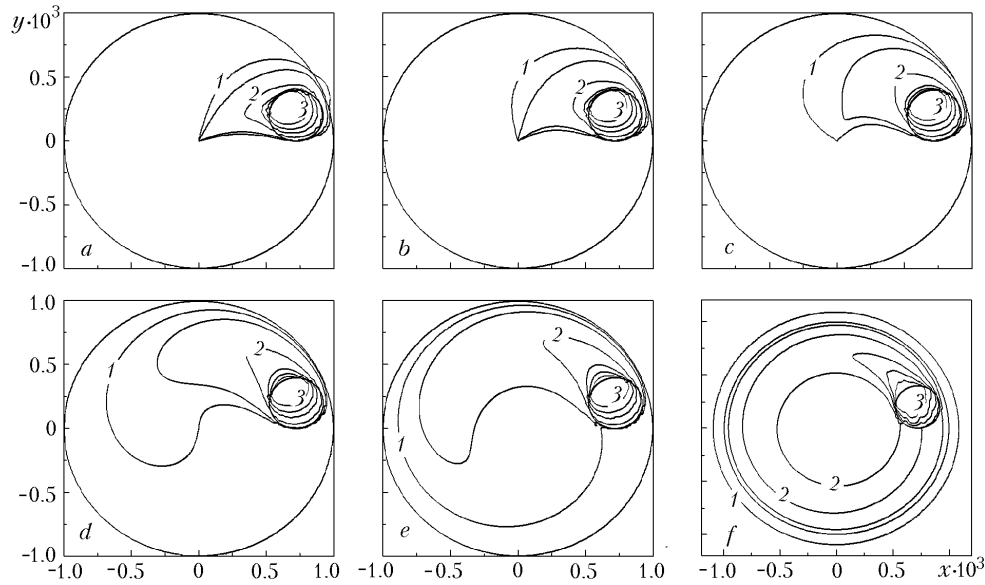 y·10³ 1.0
0.5
0
−0.5
−1.0
1 2 3 a
1 2 3 b
1 2 3 c
1.0
0.5
0
−0.5
−1.0
1 2 3 d
1 2 3 e
1 2 2 3 f
−1.0 −0.5 0 0.5 1.0
−1.0 −0.5 0 0.5 1.0
−1.0 −0.5 0 0.5 x·10³